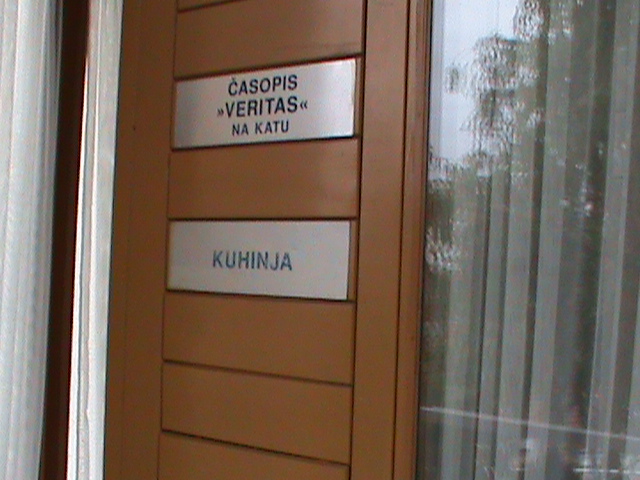 ČASOPIS
»VERITAS«
NA KATU
KUHINJA